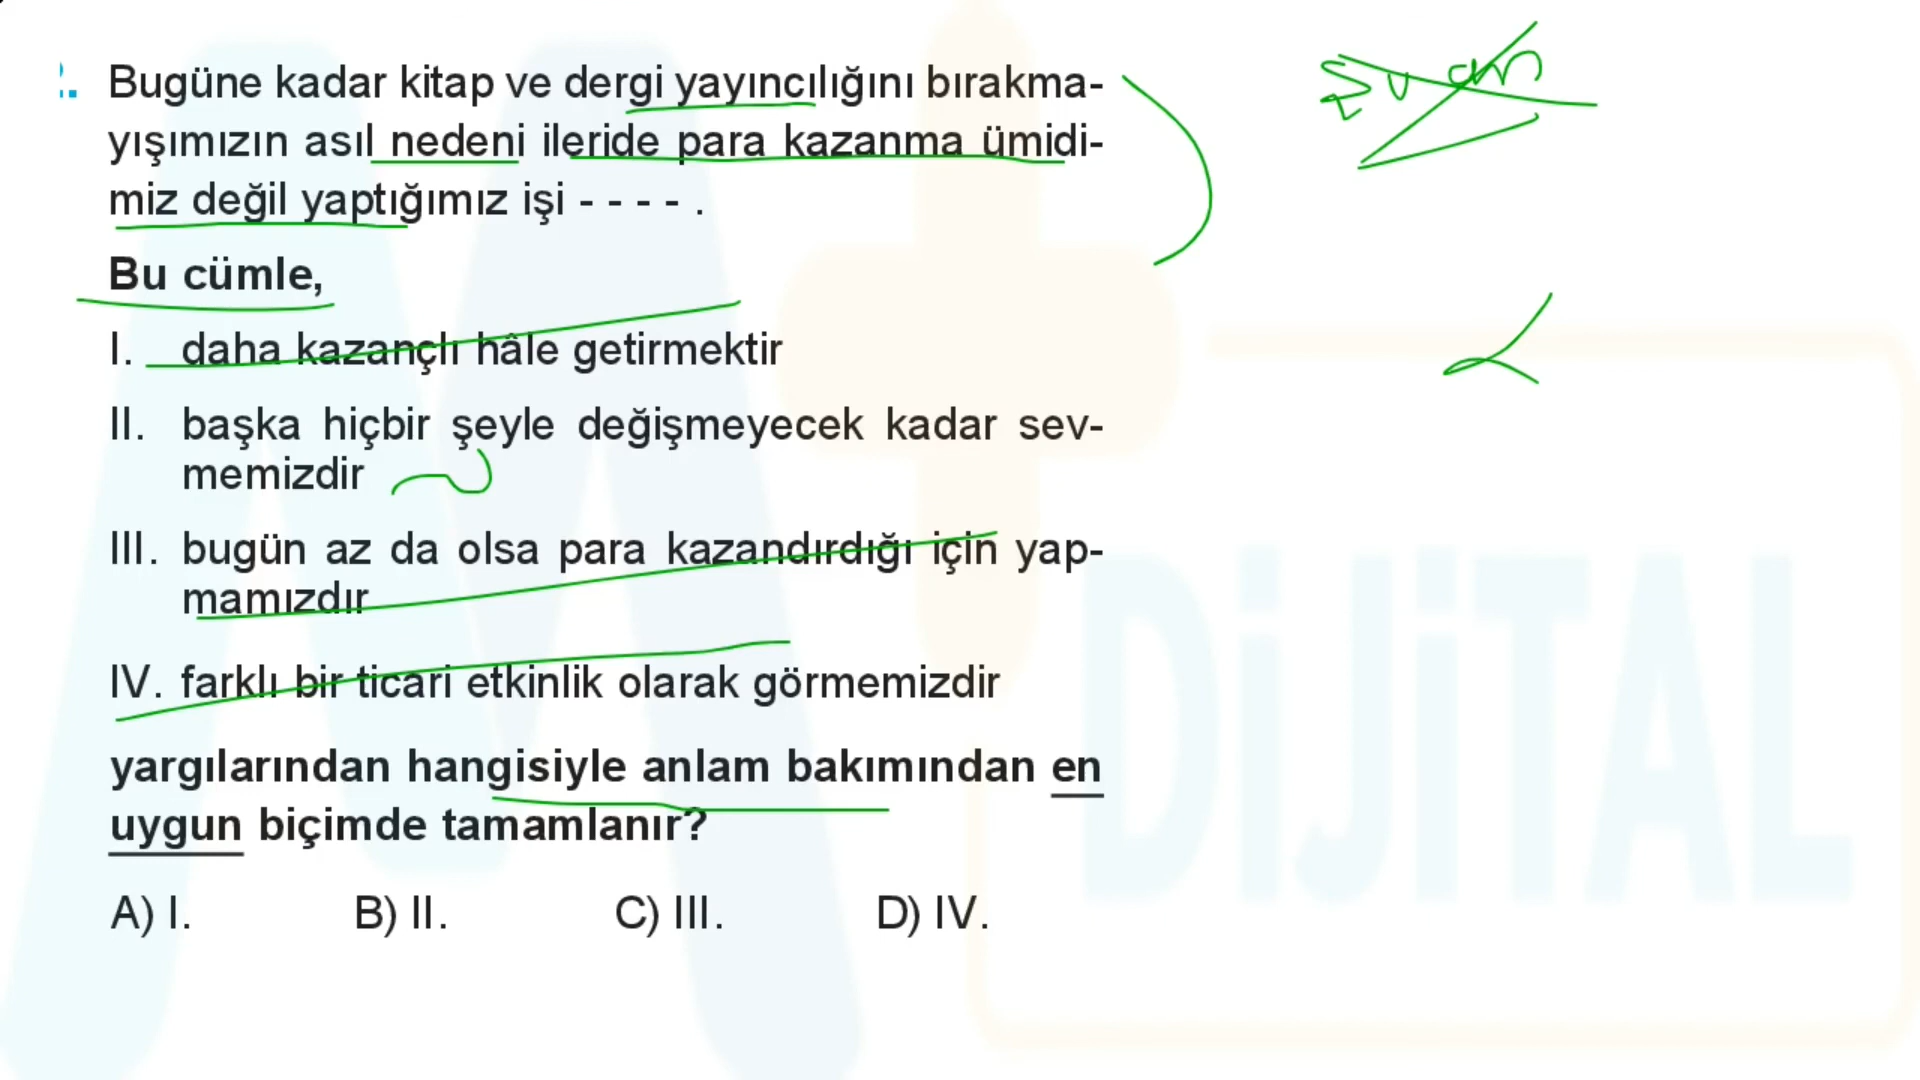 . Bugüne kadar kitap ve dergi yayıncılığını bırakma-
yışımızın asıl nedeni ileride para kazanma ümidi-
miz değil yaptığımız işi - - - - .
Bu cümle,
I. daha kazançlı hâle getirmektir
II. başka hiçbir şeyle değişmeyecek kadar sev-
memizdir
III. bugün az da olsa para kazandırdığı için yap-
mamızdır
IV. farklı bir ticari etkinlik olarak görmemizdir
yargılarından hangisiyle anlam bakımından en
uygun biçimde tamamlanır?
A) I. B) II. C) III. D) IV.
DİJİTAL